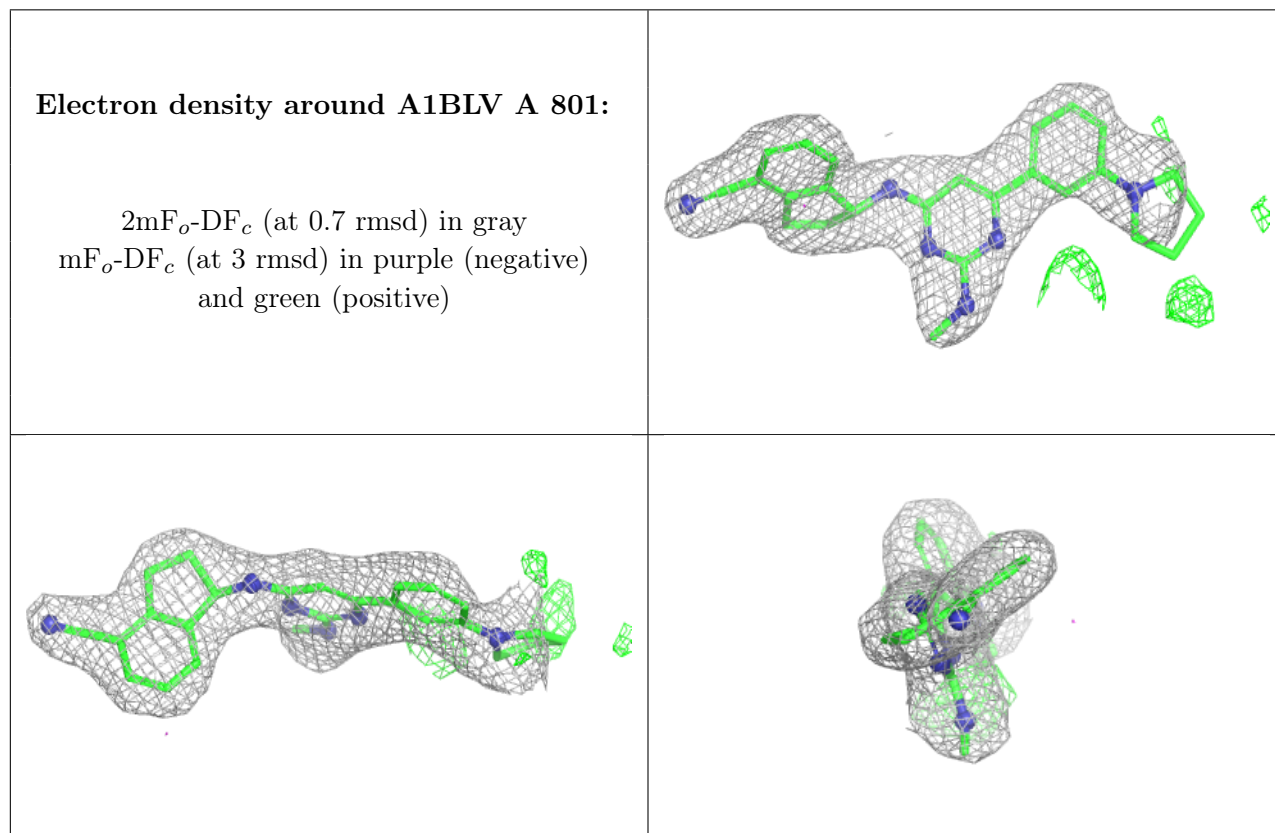 Electron density around A1BLV A 801:
2mFo-DFc (at 0.7 rmsd) in gray
mFo-DFc (at 3 rmsd) in purple (negative)
and green (positive)